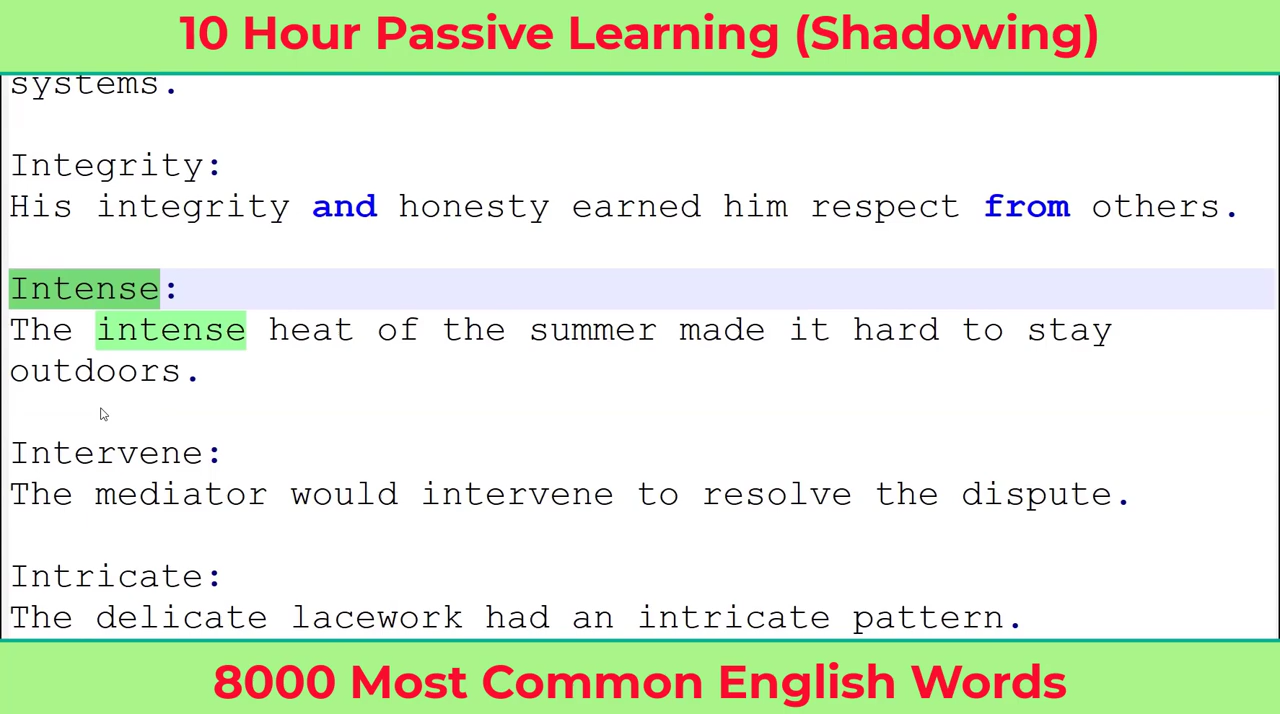 10 Hour Passive Learning (Shadowing)
systems.
Integrity:
His integrity and honesty earned him respect from others.
Intense:
The intense heat of the summer made it hard to stay
outdoors.
Intervene:
The mediator would intervene to resolve the dispute.
Intricate:
The delicate lacework had an intricate pattern.
8000 Most Common English Words